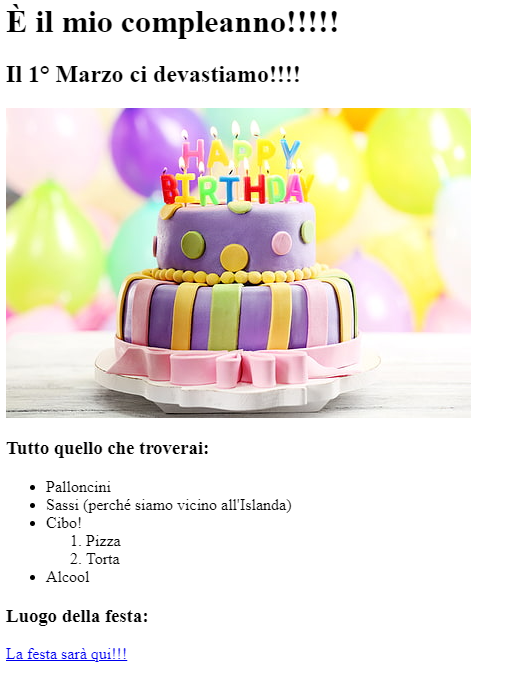 È il mio compleanno!!!!!
Il 1° Marzo ci devastiamo!!!!
HAPPY
BIRTHDAY
Tutto quello che troverai:
• Palloncini
• Sassi (perché siamo vicino all'Islanda)
• Cibo!
1. Pizza
2. Torta
• Alcool
Luogo della festa:
La festa sarà qui!!!